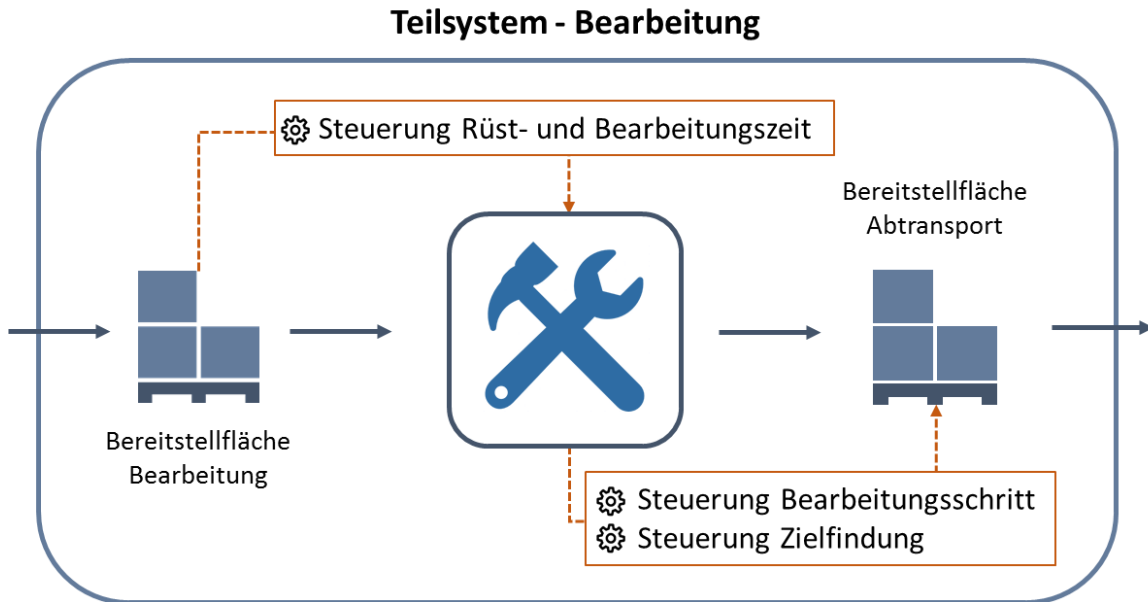 Teilsystem - Bearbeitung
Steuerung Rüst- und Bearbeitungszeit
Bereitstellfläche
Abtransport
Bereitstellfläche
Bearbeitung
Steuerung Bearbeitungsschritt
Steuerung Zielfindung